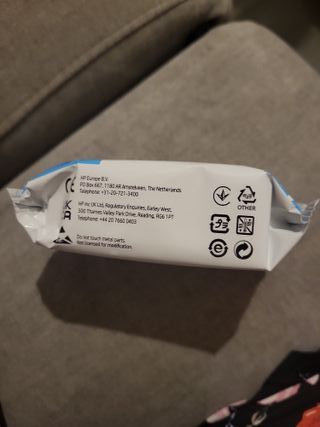 HP Europe B.V.
PO Box 667, 1180 AR Amstelveen, The Netherlands
Telephone: +31-20-721-3400
HP Inc UK Ltd, Regulatory Enquiries, Earley West,
300 Thames Valley Park Drive, Reading, RG6 1PT
Telephone: +44 20 7660 0403
Do not touch metal parts.
Not licensed for modification.
OTHER